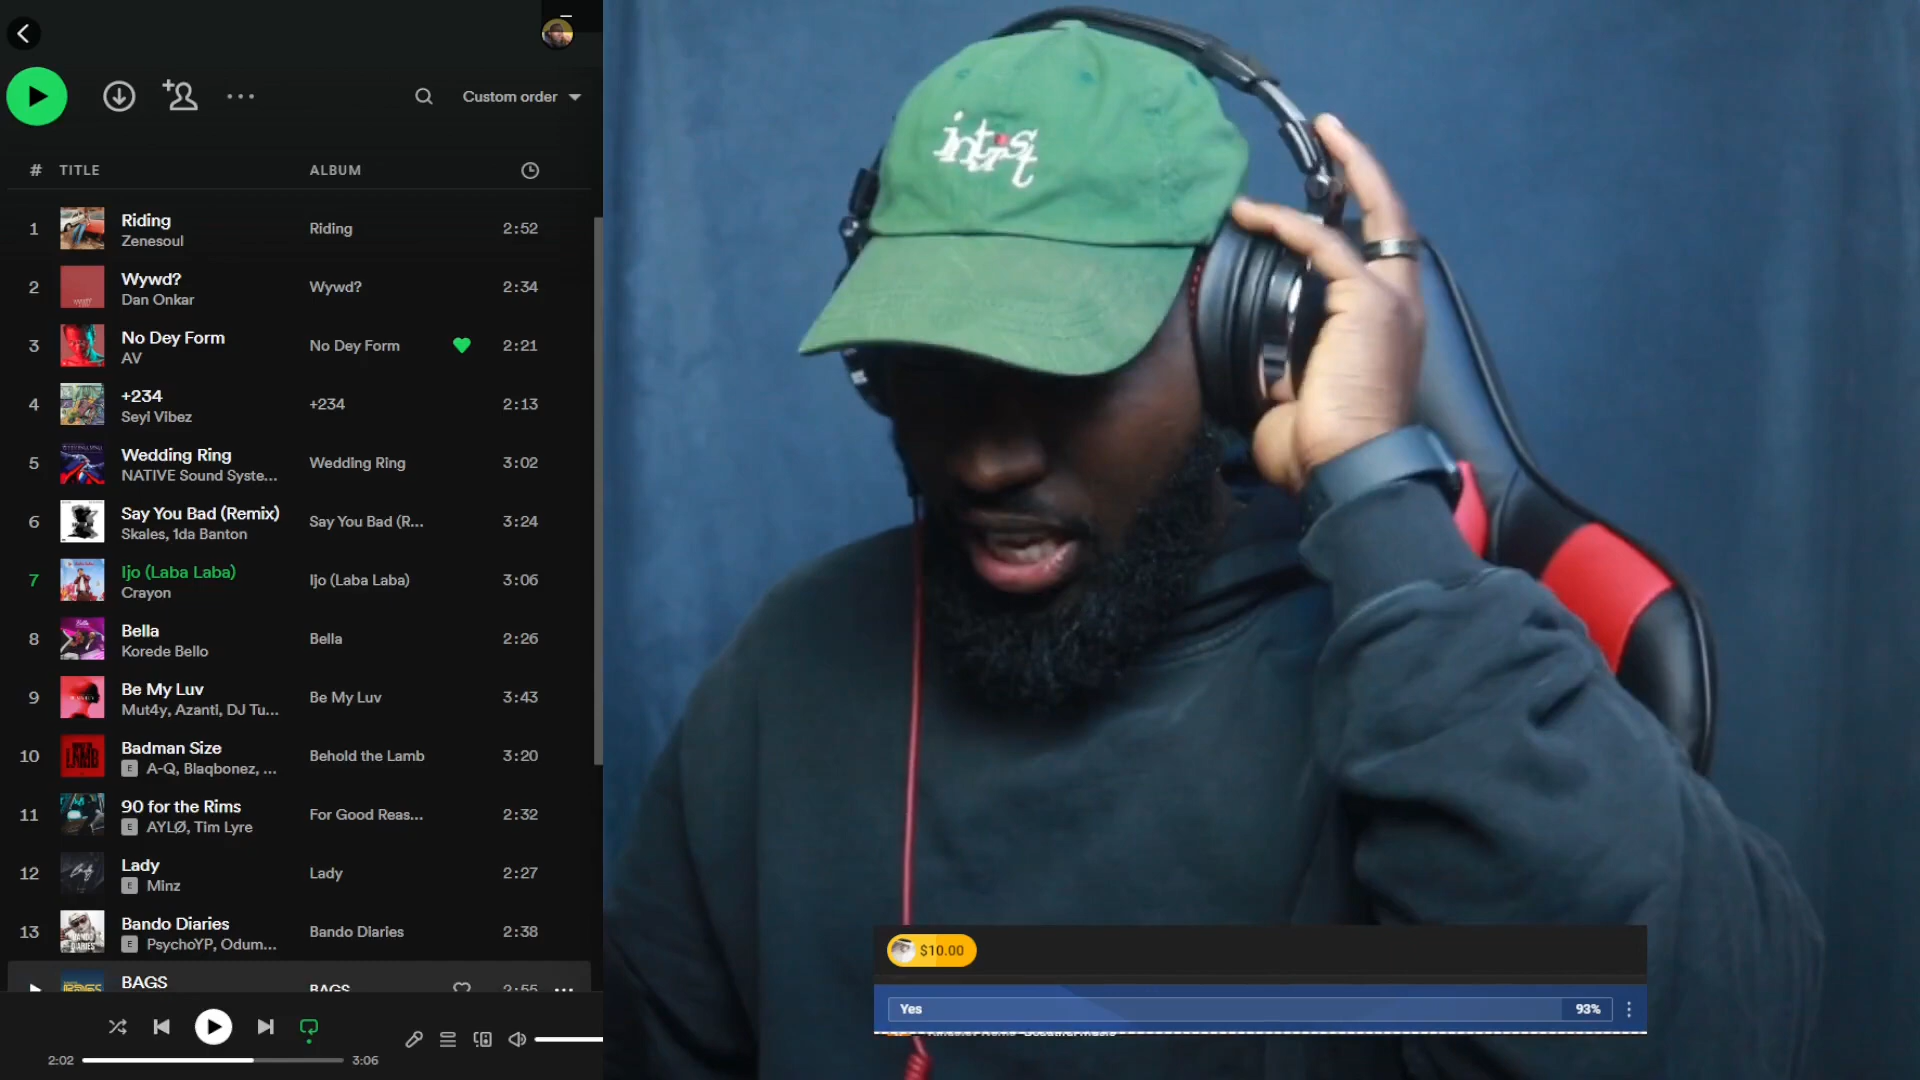 Custom order
# TITLE ALBUM
1 Riding Riding 2:52
Zenesoul
2 Wywd? Wywd? 2:34
Dan Onkar
3 No Dey Form No Dey Form 2:21
AV
4 +234 +234 2:13
Seyi Vibez
5 Wedding Ring Wedding Ring 3:02
NATIVE Sound Syste...
6 Say You Bad (Remix) Say You Bad (R... 3:24
Skales, 1da Banton
7 Ijo (Laba Laba) Ijo (Laba Laba) 3:06
Crayon
8 Bella Bella 2:26
Korede Bello
9 Be My Luv Be My Luv 3:43
Mut4y, Azanti, DJ Tu...
10 Badman Size Behold the Lamb 3:20
E A-Q, Blaqbonez, ...
11 90 for the Rims For Good Reas... 2:32
E AYLØ, Tim Lyre
12 Lady Lady 2:27
E Minz
13 Bando Diaries Bando Diaries 2:38
E PsychoYP, Odum...
BAGS BAGS 2:55
2:02 3:06
intrst
$10.00
Yes 93%